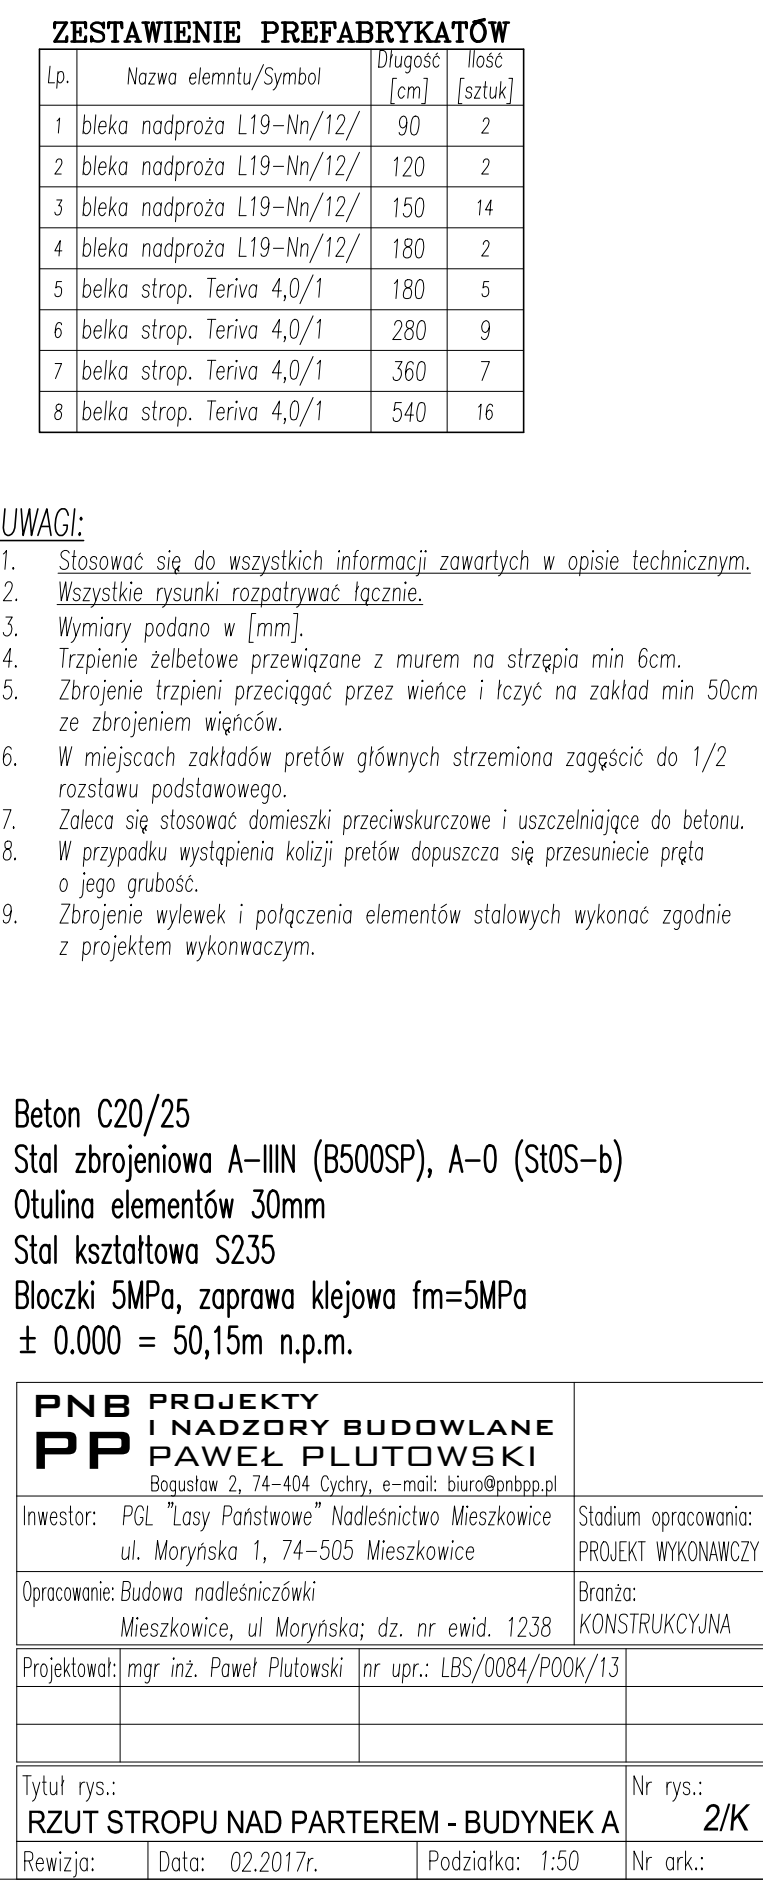 ZESTAWIENIE PREFABRYKATÓW
Lp. Nazwa elemntu/Symbol Długość [cm] Ilość [sztuk]
1 bleka nadproża L19-Nn/12/ 90 2
2 bleka nadproża L19-Nn/12/ 120 2
3 bleka nadproża L19-Nn/12/ 150 14
4 bleka nadproża L19-Nn/12/ 180 2
5 belka strop. Teriva 4,0/1 180 5
6 belka strop. Teriva 4,0/1 280 9
7 belka strop. Teriva 4,0/1 360 7
8 belka strop. Teriva 4,0/1 540 16
UWAGI:
1. Stosować się do wszystkich informacji zawartych w opisie technicznym.
2. Wszystkie rysunki rozpatrywać łącznie.
3. Wymiary podano w [mm].
4. Trzpienie żelbetowe przewiązane z murem na strzępia min 6cm.
5. Zbrojenie trzpieni przeciągać przez wieńce i łczyć na zakład min 50cm
ze zbrojeniem więńców.
6. W miejscach zakładów pretów głównych strzemiona zagęścić do 1/2
rozstawu podstawowego.
7. Zaleca się stosować domieszki przeciwskurczowe i uszczelniające do betonu.
8. W przypadku wystąpienia kolizji pretów dopuszcza się przesuniecie pręta
o jego grubość.
9. Zbrojenie wylewek i połączenia elementów stalowych wykonać zgodnie
z projektem wykonwaczym.
Beton C20/25
Stal zbrojeniowa A-IIIN (B500SP), A-0 (St0S-b)
Otulina elementów 30mm
Stal kształtowa S235
Bloczki 5MPa, zaprawa klejowa fm=5MPa
± 0.000 = 50,15m n.p.m.
PNB PROJEKTY
I NADZORY BUDOWLANE
PP PAWEŁ PLUTOWSKI
Bogusław 2, 74-404 Cychry, e-mail: biuro@pnbpp.pl
Inwestor: PGL "Lasy Państwowe" Nadleśnictwo Mieszkowice Stadium opracowania:
ul. Moryńska 1, 74-505 Mieszkowice PROJEKT WYKONAWCZY
Opracowanie: Budowa nadleśniczówki Branża:
Mieszkowice, ul Moryńska; dz. nr ewid. 1238 KONSTRUKCYJNA
Projektował: mgr inż. Paweł Plutowski nr upr.: LBS/0084/POOK/13
Tytuł rys.: Nr rys.:
RZUT STROPU NAD PARTEREM - BUDYNEK A 2/K
Rewizja: Data: 02.2017r. Podziałka: 1:50 Nr ark.: